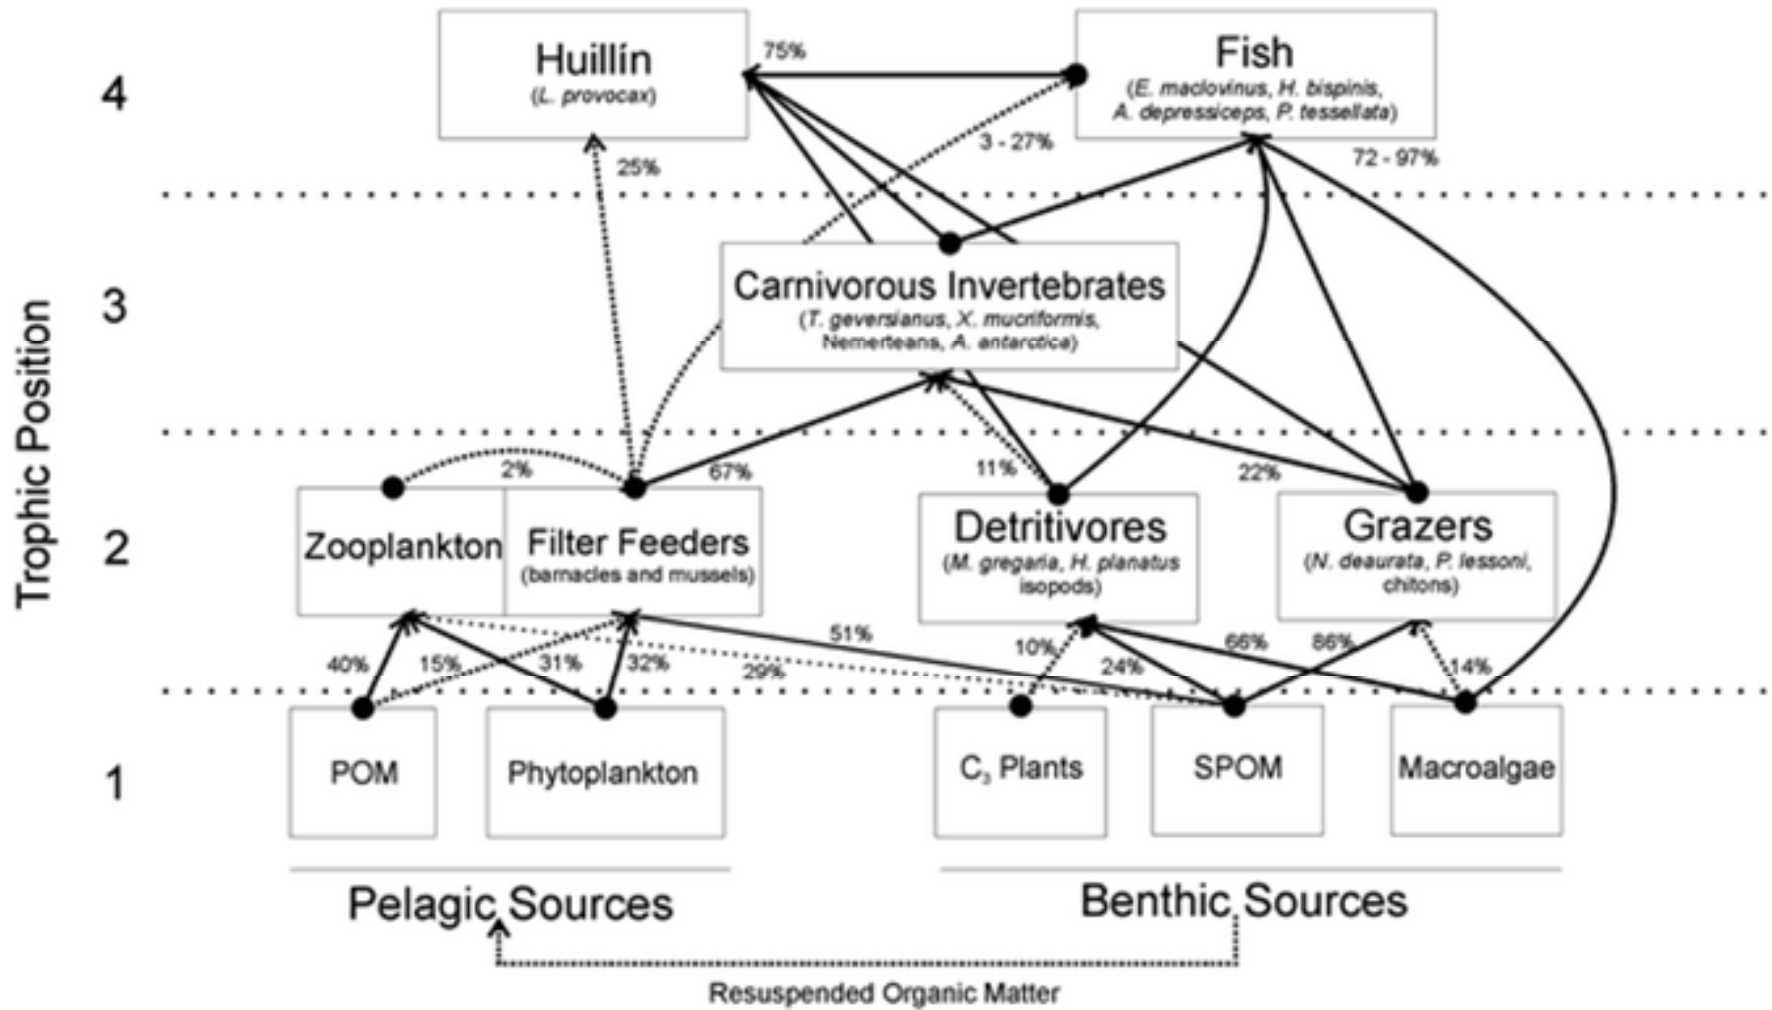 75%
Huillín
(L. provocax)
Fish
(E. maclovinus, H. bispinis,
A. depressiceps, P. tessellata)
4
3 - 27%
72 - 97%
25%
Carnivorous Invertebrates
(T. geversianus, X. mucriformis,
Nemerteans, A. antarctica)
3
Trophic Position
2%
67%
11%
22%
Zooplankton
Filter Feeders
(barnacles and mussels)
Detritivores
(M. gregaria, H. planatus
isopods)
Grazers
(N. deaurata, P. lessoni,
chitons)
2
40%
15%
31%
32%
51%
29%
10%
24%
66%
86%
14%
POM
Phytoplankton
C₃ Plants
SPOM
Macroalgae
1
Pelagic Sources
Benthic Sources
Resuspended Organic Matter